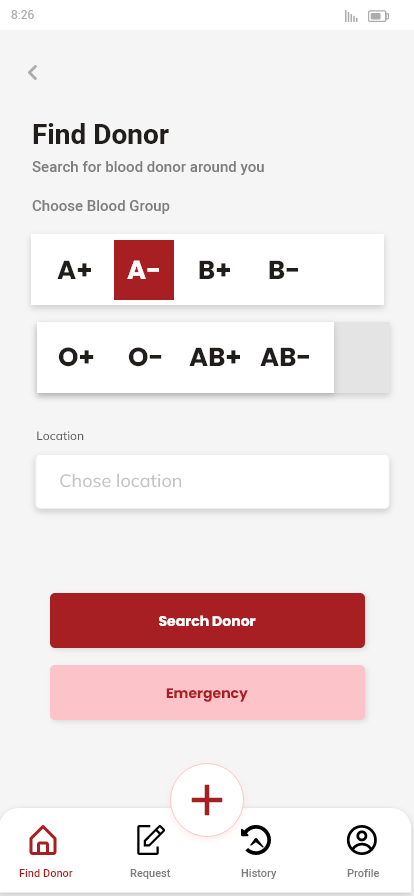 8:26
Find Donor
Search for blood donor around you
Choose Blood Group
A+ A− B+ B−
O+ O− AB+ AB−
Location
Chose location
Search Donor
Emergency
Find Donor Request History Profile